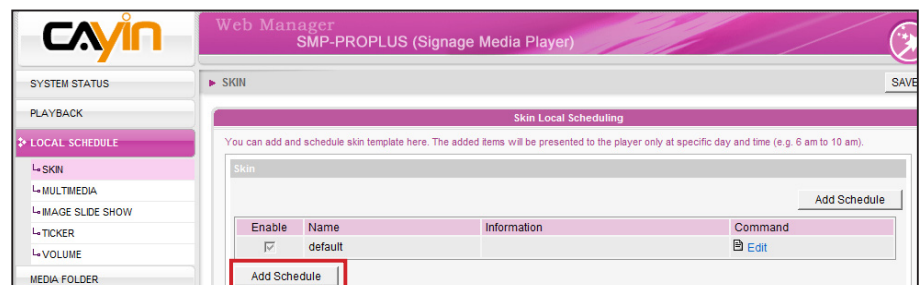 CAYIN
Web Manager
SMP-PROPLUS (Signage Media Player)
SYSTEM STATUS
PLAYBACK
LOCAL SCHEDULE
SKIN
MULTIMEDIA
IMAGE SLIDE SHOW
TICKER
VOLUME
MEDIA FOLDER
SKIN
SAVE
Skin Local Scheduling
You can add and schedule skin template here. The added items will be presented to the player only at specific day and time (e.g. 6 am to 10 am).
Skin
Add Schedule
Enable Name Information Command
default Edit
Add Schedule